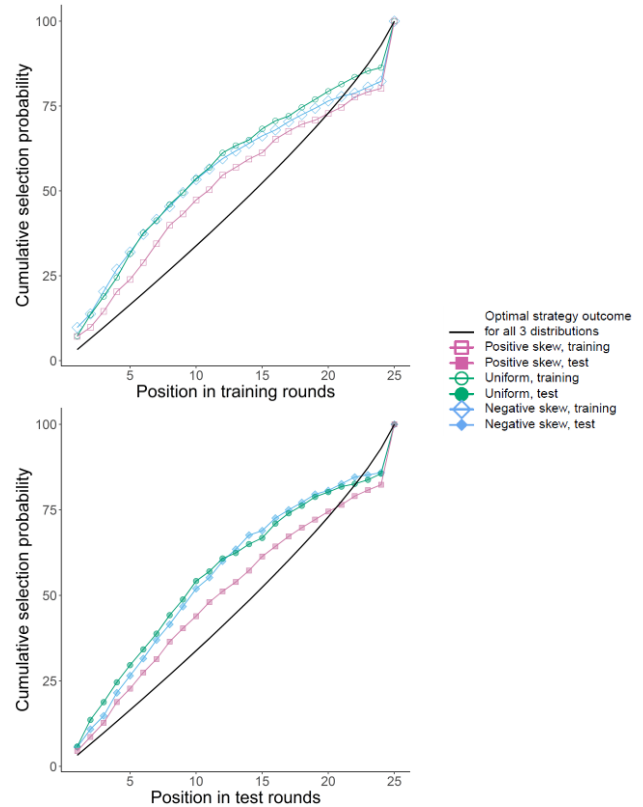 100
75
50
25
0
Cumulative selection probability
5
10
15
20
25
Position in training rounds
Optimal strategy outcome
for all 3 distributions
Positive skew, training
Positive skew, test
Uniform, training
Uniform, test
Negative skew, training
Negative skew, test
100
75
50
25
0
Cumulative selection probability
5
10
15
20
25
Position in test rounds